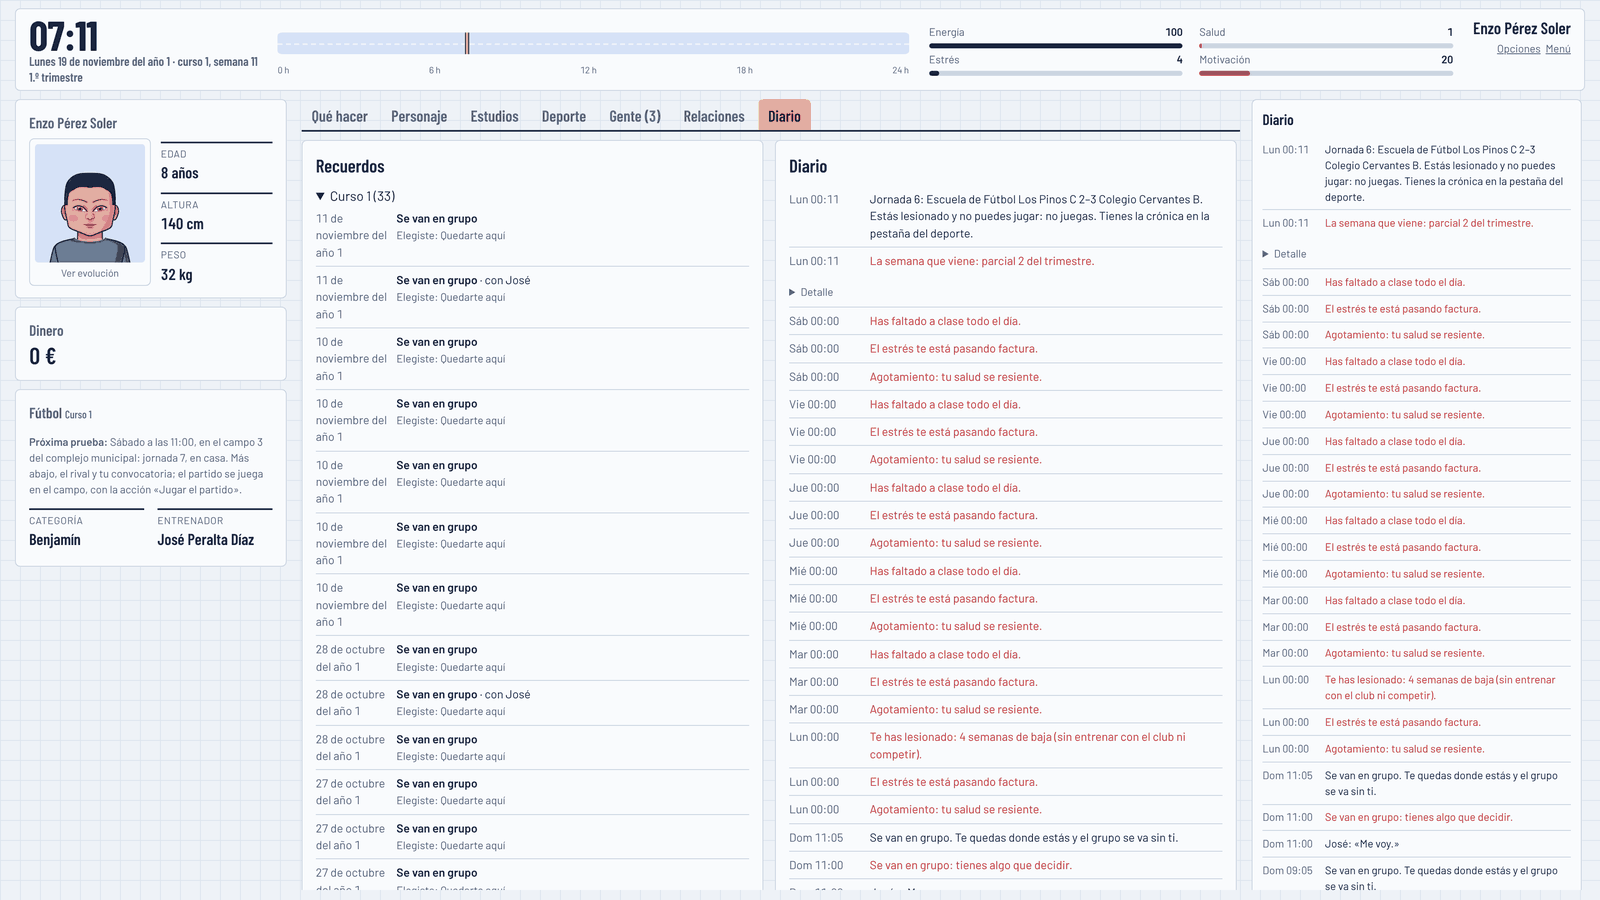 07:11
Lunes 19 de noviembre del año 1 · curso 1, semana 11
1.º trimestre
0 h
6 h
12 h
18 h
24 h
Energía 100
Estrés 4
Salud 1
Motivación 20
Enzo Pérez Soler
Opciones Menú
Enzo Pérez Soler
Ver evolución
EDAD
8 años
ALTURA
140 cm
PESO
32 kg
Dinero
0 €
Fútbol Curso 1
Próxima prueba: Sábado a las 11:00, en el campo 3
del complejo municipal: jornada 7, en casa. Más
abajo, el rival y tu convocatoria; el partido se juega
en el campo, con la acción «Jugar el partido».
CATEGORÍA
Benjamín
ENTRENADOR
José Peralta Díaz
Qué hacer
Personaje
Estudios
Deporte
Gente (3)
Relaciones
Diario
Recuerdos
▼ Curso 1 (33)
11 de
noviembre del
año 1
Se van en grupo
Elegiste: Quedarte aquí
11 de
noviembre del
año 1
Se van en grupo · con José
Elegiste: Quedarte aquí
10 de
noviembre del
año 1
Se van en grupo
Elegiste: Quedarte aquí
10 de
noviembre del
año 1
Se van en grupo
Elegiste: Quedarte aquí
10 de
noviembre del
año 1
Se van en grupo
Elegiste: Quedarte aquí
10 de
noviembre del
año 1
Se van en grupo
Elegiste: Quedarte aquí
10 de
noviembre del
año 1
Se van en grupo
Elegiste: Quedarte aquí
28 de octubre
del año 1
Se van en grupo
Elegiste: Quedarte aquí
28 de octubre
del año 1
Se van en grupo · con José
Elegiste: Quedarte aquí
28 de octubre
del año 1
Se van en grupo
Elegiste: Quedarte aquí
27 de octubre
del año 1
Se van en grupo
Elegiste: Quedarte aquí
27 de octubre
del año 1
Se van en grupo
Elegiste: Quedarte aquí
27 de octubre
del año 1
Se van en grupo
Elegiste: Quedarte aquí
Diario
Lun 00:11 Jornada 6: Escuela de Fútbol Los Pinos C 2–3 Colegio Cervantes B.
Estás lesionado y no puedes jugar: no juegas. Tienes la crónica en la
pestaña del deporte.
Lun 00:11 La semana que viene: parcial 2 del trimestre.
▶ Detalle
Sáb 00:00 Has faltado a clase todo el día.
Sáb 00:00 El estrés te está pasando factura.
Sáb 00:00 Agotamiento: tu salud se resiente.
Vie 00:00 Has faltado a clase todo el día.
Vie 00:00 El estrés te está pasando factura.
Vie 00:00 Agotamiento: tu salud se resiente.
Jue 00:00 Has faltado a clase todo el día.
Jue 00:00 El estrés te está pasando factura.
Jue 00:00 Agotamiento: tu salud se resiente.
Mié 00:00 Has faltado a clase todo el día.
Mié 00:00 El estrés te está pasando factura.
Mié 00:00 Agotamiento: tu salud se resiente.
Mar 00:00 Has faltado a clase todo el día.
Mar 00:00 El estrés te está pasando factura.
Mar 00:00 Agotamiento: tu salud se resiente.
Lun 00:00 Te has lesionado: 4 semanas de baja (sin entrenar con el club ni
competir).
Lun 00:00 El estrés te está pasando factura.
Lun 00:00 Agotamiento: tu salud se resiente.
Dom 11:05 Se van en grupo. Te quedas donde estás y el grupo se va sin ti.
Dom 11:00 Se van en grupo: tienes algo que decidir.
Diario
Lun 00:11 Jornada 6: Escuela de Fútbol Los Pinos C 2–3
Colegio Cervantes B. Estás lesionado y no puedes
jugar: no juegas. Tienes la crónica en la pestaña del
deporte.
Lun 00:11 La semana que viene: parcial 2 del trimestre.
▶ Detalle
Sáb 00:00 Has faltado a clase todo el día.
Sáb 00:00 El estrés te está pasando factura.
Sáb 00:00 Agotamiento: tu salud se resiente.
Vie 00:00 Has faltado a clase todo el día.
Vie 00:00 El estrés te está pasando factura.
Vie 00:00 Agotamiento: tu salud se resiente.
Jue 00:00 Has faltado a clase todo el día.
Jue 00:00 El estrés te está pasando factura.
Jue 00:00 Agotamiento: tu salud se resiente.
Mié 00:00 Has faltado a clase todo el día.
Mié 00:00 El estrés te está pasando factura.
Mié 00:00 Agotamiento: tu salud se resiente.
Mar 00:00 Has faltado a clase todo el día.
Mar 00:00 El estrés te está pasando factura.
Mar 00:00 Agotamiento: tu salud se resiente.
Lun 00:00 Te has lesionado: 4 semanas de baja (sin entrenar
con el club ni competir).
Lun 00:00 El estrés te está pasando factura.
Lun 00:00 Agotamiento: tu salud se resiente.
Dom 11:05 Se van en grupo. Te quedas donde estás y el grupo
se va sin ti.
Dom 11:00 Se van en grupo: tienes algo que decidir.
Dom 11:00 José: «Me voy.»
Dom 09:05 Se van en grupo. Te quedas donde estás y el grupo
se va sin ti.